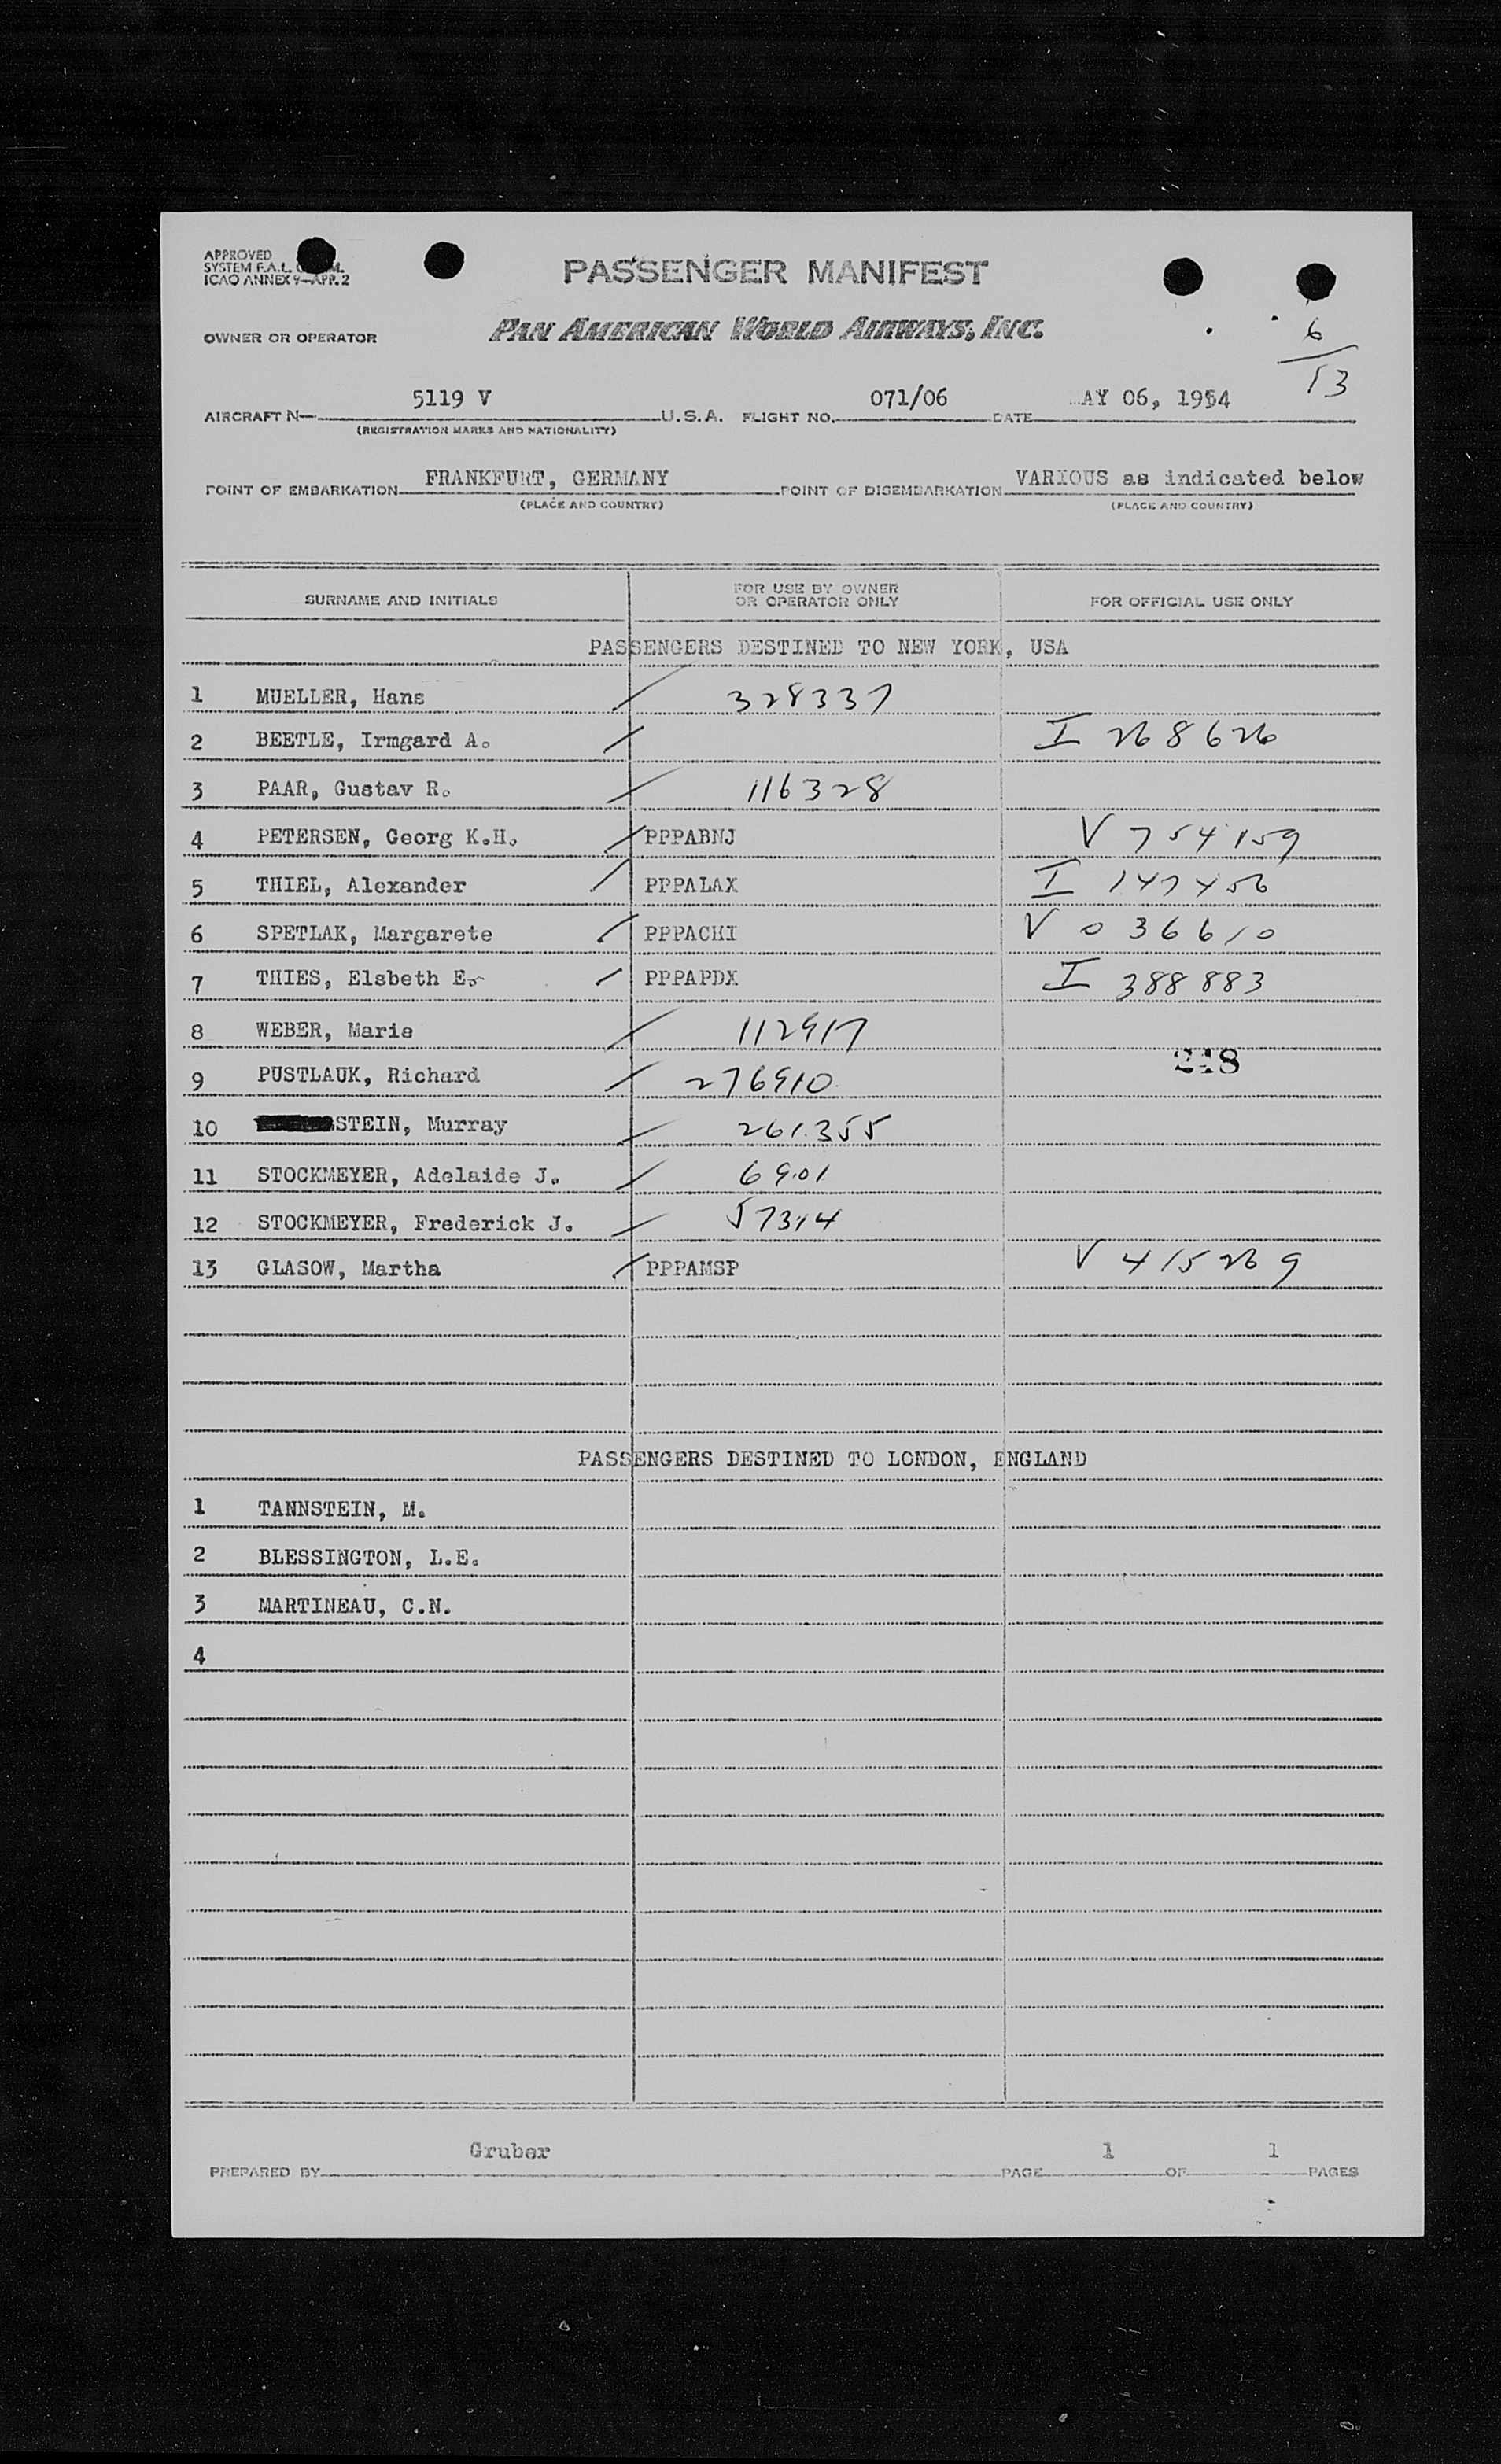 APPROVED
SYSTEM F.A.L.
ICAO ANNEX 9—APP. 2
PASSENGER MANIFEST
OWNER OR OPERATOR PAN AMERICAN WORLD AIRWAYS, INC.
6
13
AIRCRAFT N— 5119 V U.S.A. FLIGHT NO. 071/06 DATE AY 06, 1954
(REGISTRATION MARKS AND NATIONALITY)
POINT OF EMBARKATION FRANKFURT, GERMANY POINT OF DISEMBARKATION VARIOUS as indicated below
(PLACE AND COUNTRY) (PLACE AND COUNTRY)
SURNAME AND INITIALS FOR USE BY OWNER OR OPERATOR ONLY FOR OFFICIAL USE ONLY
PASSENGERS DESTINED TO NEW YORK, USA
1 MUELLER, Hans / 328337
2 BEETLE, Irmgard A. / I 268626
3 PAAR, Gustav R. / 116328
4 PETERSEN, Georg K.H. / PPPABNJ V 754159
5 THIEL, Alexander / PPPALAX I 147456
6 SPETLAK, Margarete / PPPACHI V 036610
7 THIES, Elsbeth E. / PPPAPDX I 388883
8 WEBER, Marie / 112917
248
9 PUSTLAUK, Richard / 276910
10 STEIN, Murray / 261355
11 STOCKMEYER, Adelaide J. / 6901
12 STOCKMEYER, Frederick J. / 57314
13 GLASOW, Martha / PPPAMSP V 415269
PASSENGERS DESTINED TO LONDON, ENGLAND
1 TANNSTEIN, M.
2 BLESSINGTON, L.E.
3 MARTINEAU, C.N.
4
PREPARED BY Gruber PAGE 1 OF 1 PAGES